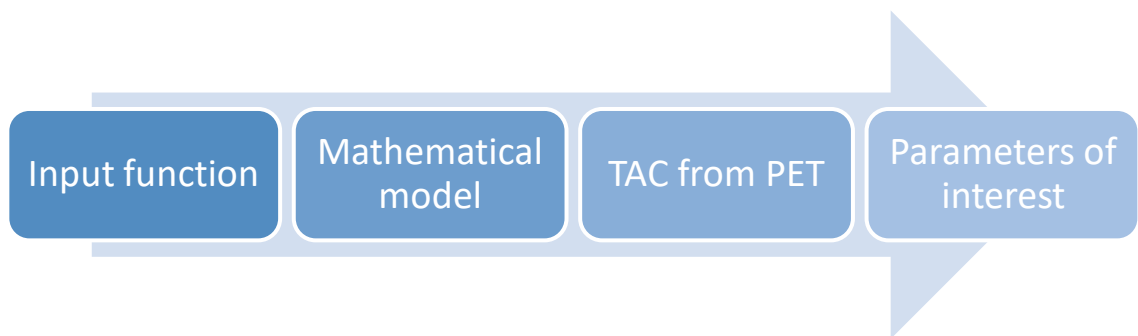 Input function
Mathematical
model
TAC from PET
Parameters of
interest